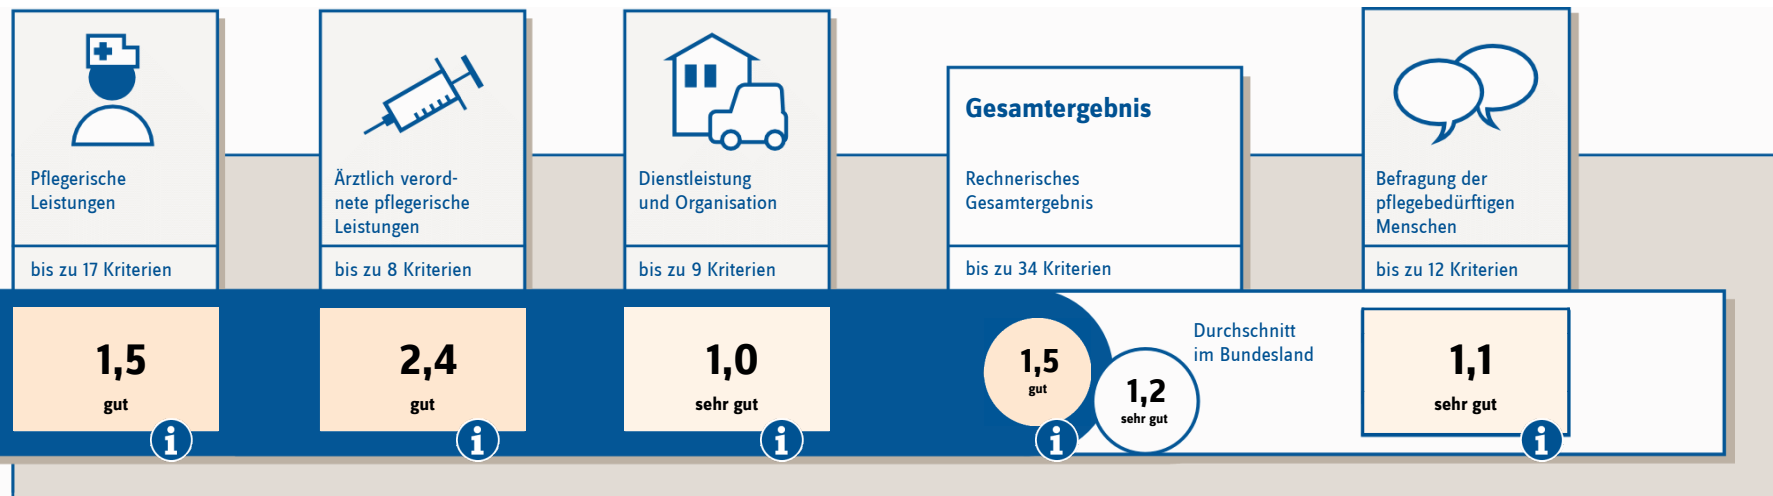 Pflegerische
Leistungen
bis zu 17 Kriterien
1,5
gut
i
Ärztlich verord-
nete pflegerische
Leistungen
bis zu 8 Kriterien
2,4
gut
i
Dienstleistung
und Organisation
bis zu 9 Kriterien
1,0
sehr gut
i
Gesamtergebnis
Rechnerisches
Gesamtergebnis
bis zu 34 Kriterien
1,5
gut
i
1,2
sehr gut
Durchschnitt
im Bundesland
Befragung der
pflegebedürftigen
Menschen
bis zu 12 Kriterien
1,1
sehr gut
i